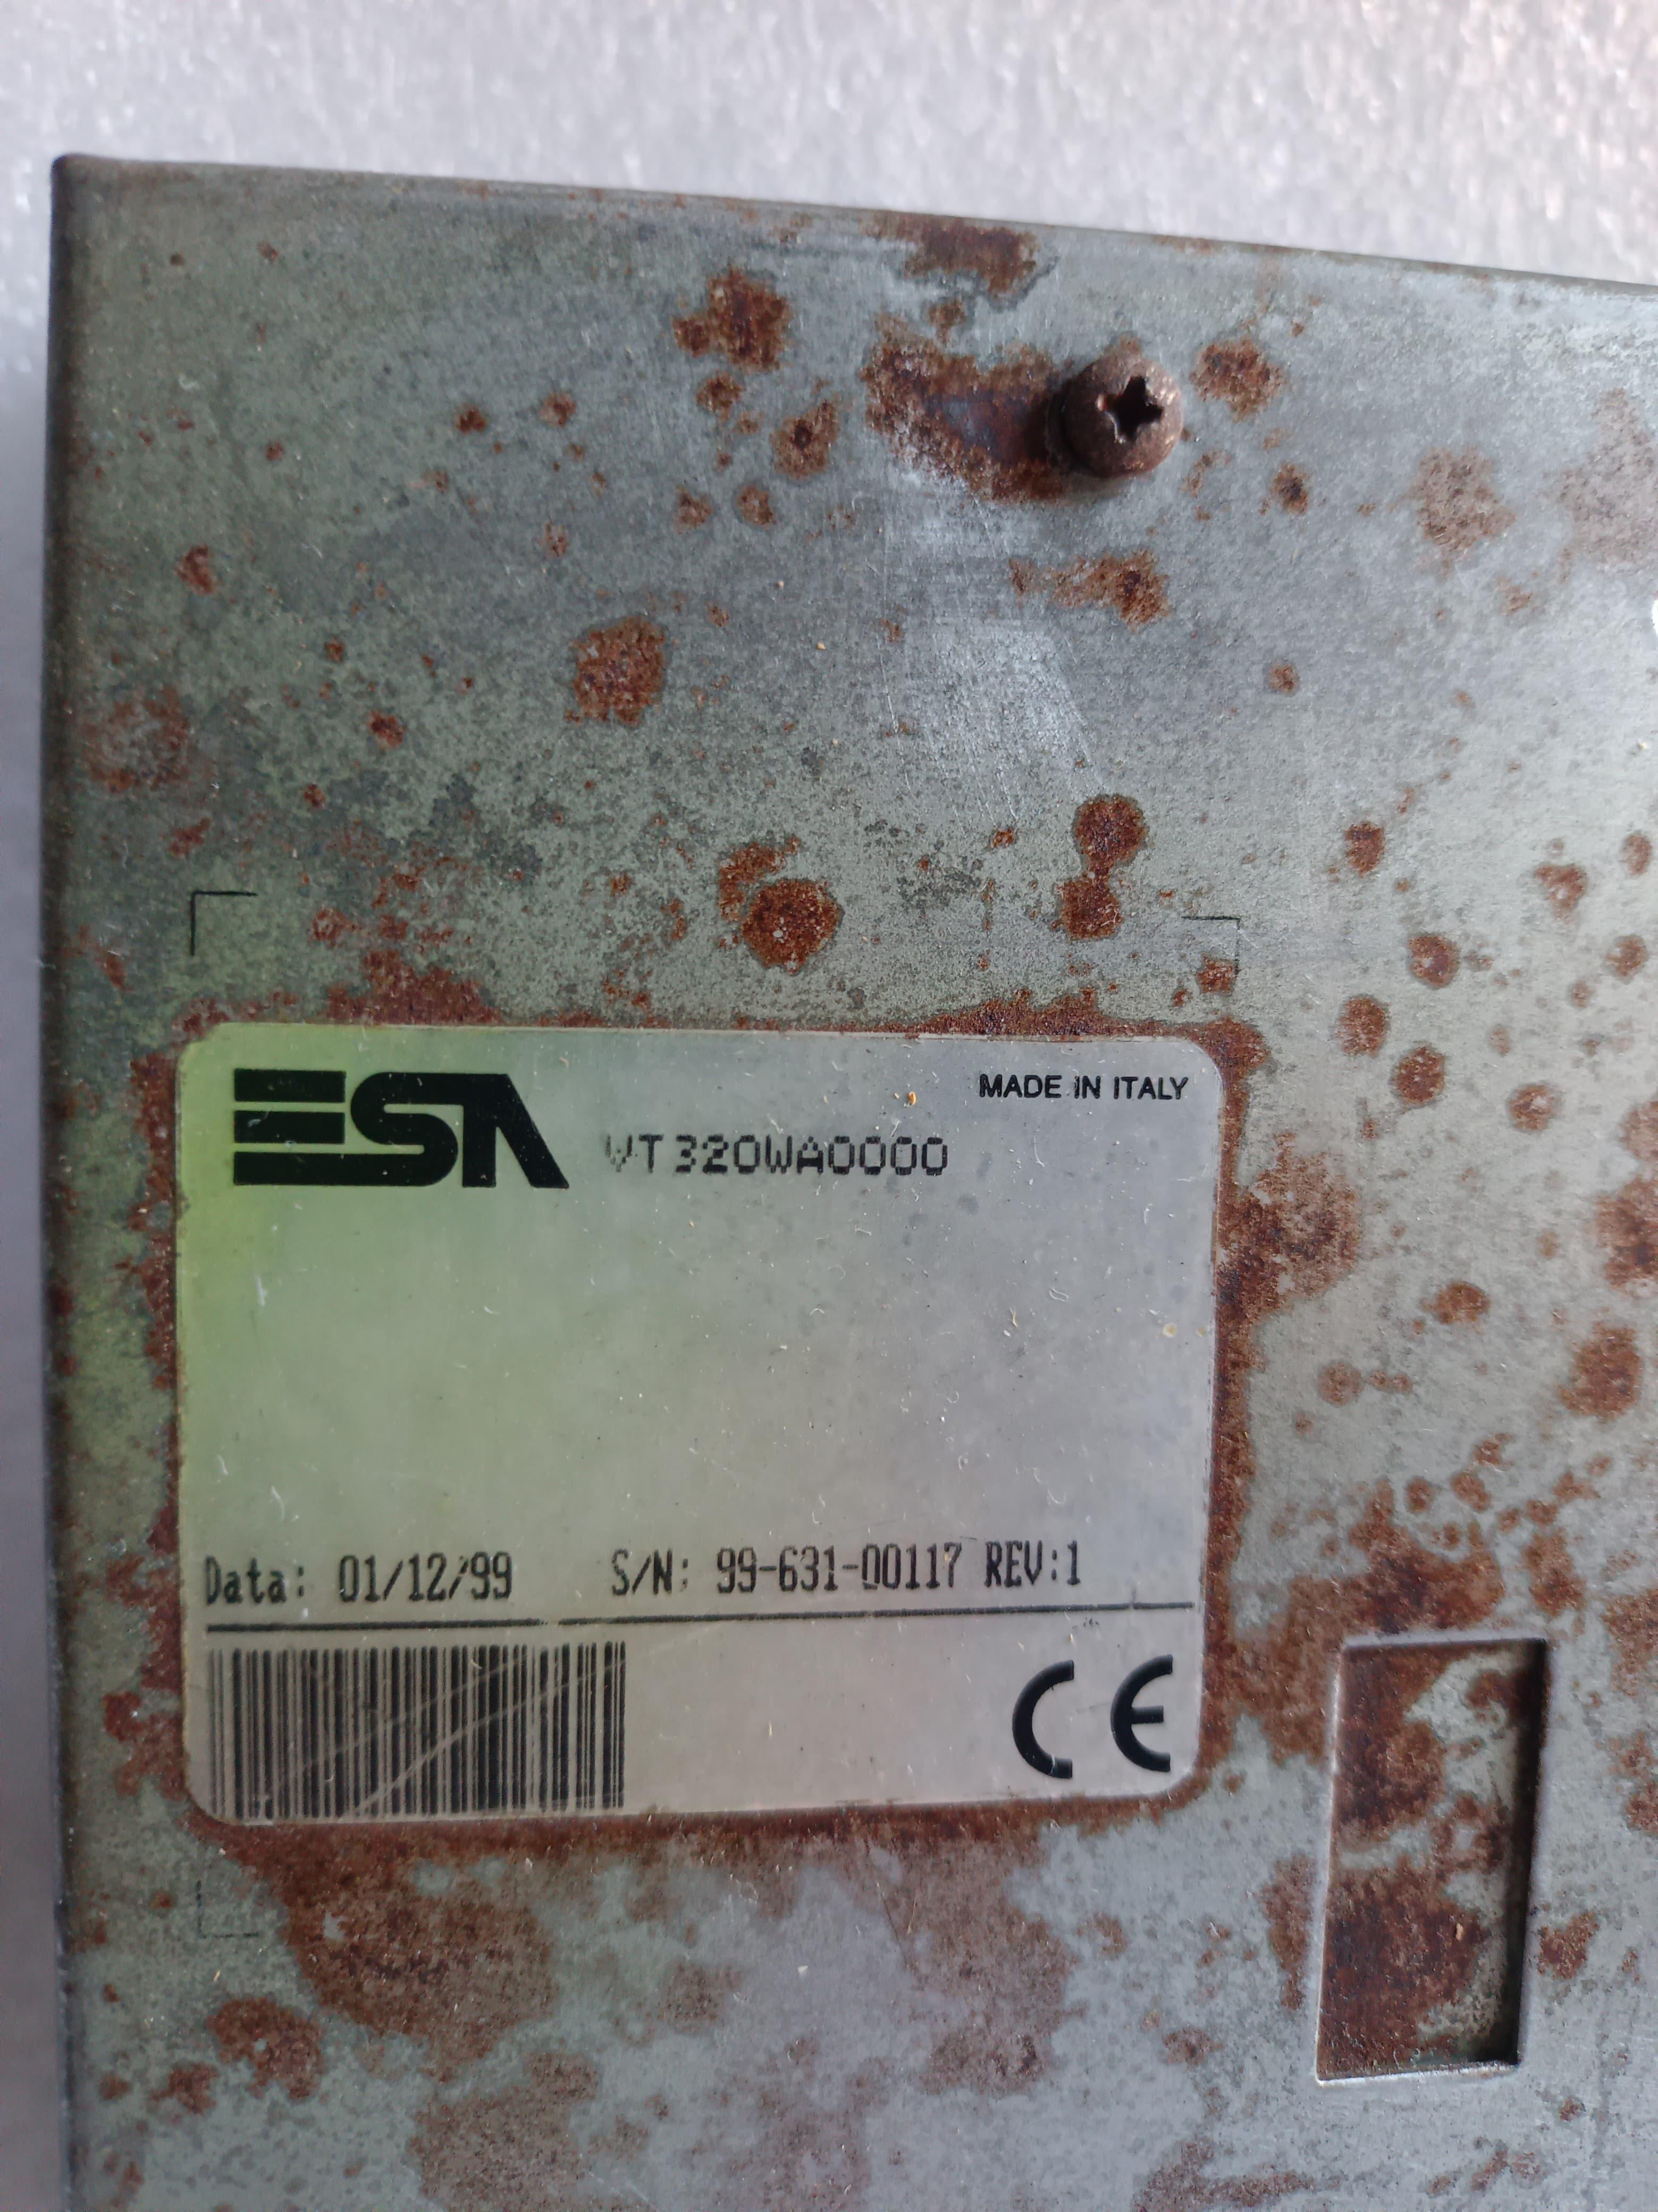 ESA
MADE IN ITALY
VT320WA0000
Data: 01/12/99 S/N: 99-631-00117 REV:1
CE